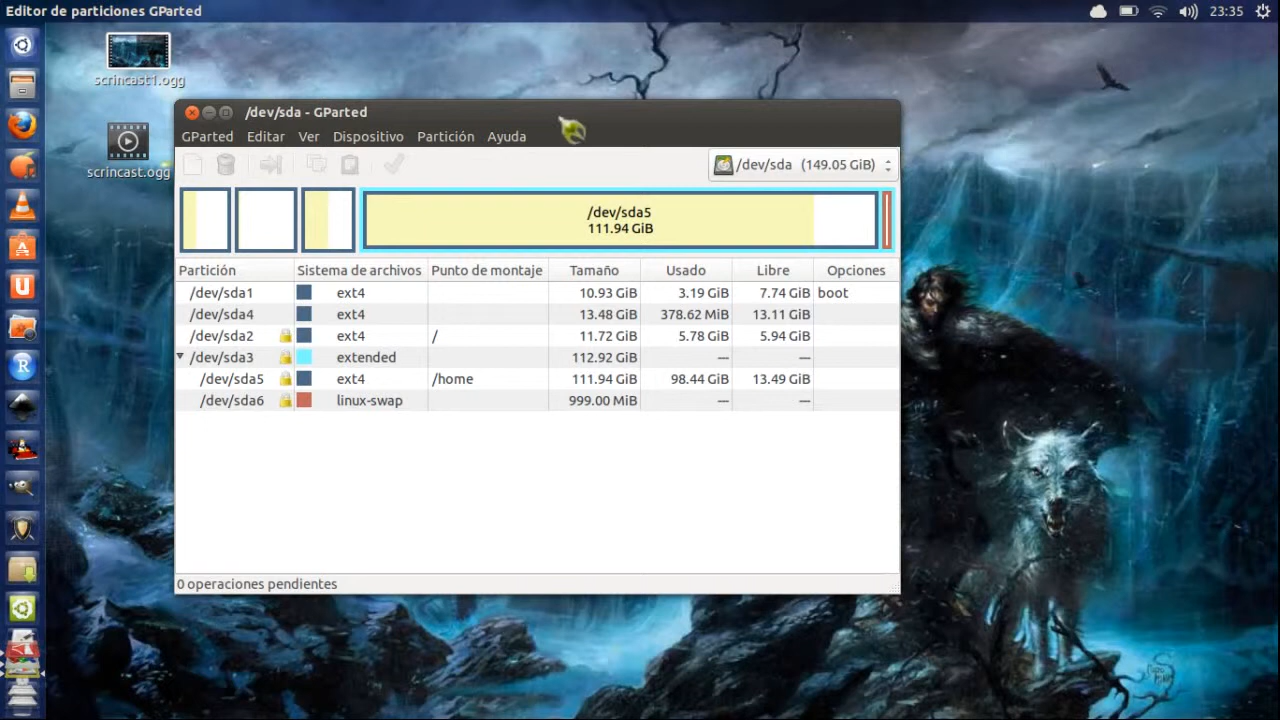 Editor de particiones GParted
23:35
scrincast1.ogg
scrincast.ogg
/dev/sda - GParted
GParted Editar Ver Dispositivo Partición Ayuda
/dev/sda (149.05 GiB)
/dev/sda5
111.94 GiB
Partición Sistema de archivos Punto de montaje Tamaño Usado Libre Opciones
/dev/sda1 ext4 10.93 GiB 3.19 GiB 7.74 GiB boot
/dev/sda4 ext4 13.48 GiB 378.62 MiB 13.11 GiB
/dev/sda2 ext4 / 11.72 GiB 5.78 GiB 5.94 GiB
/dev/sda3 extended 112.92 GiB — —
/dev/sda5 ext4 /home 111.94 GiB 98.44 GiB 13.49 GiB
/dev/sda6 linux-swap 999.00 MiB — —
0 operaciones pendientes